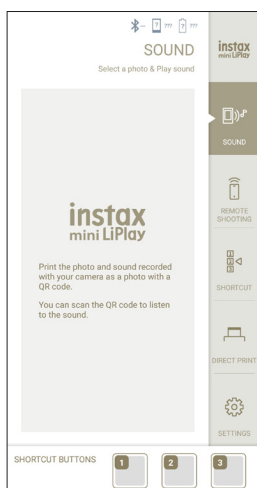 ? ??? ? ???
SOUND
Select a photo & Play sound
instax
mini LiPlay
SOUND
REMOTE
SHOOTING
SHORTCUT
DIRECT PRINT
SETTINGS
instax
mini LiPlay
Print the photo and sound recorded
with your camera as a photo with a
QR code.
You can scan the QR code to listen
to the sound.
SHORTCUT BUTTONS
1
2
3